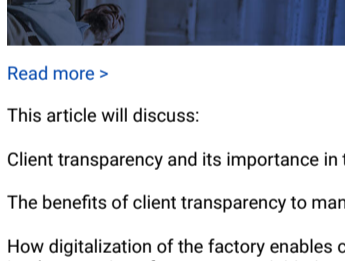 Read more >
This article will discuss:
Client transparency and its importance in
The benefits of client transparency to
How digitalization of the factory enables